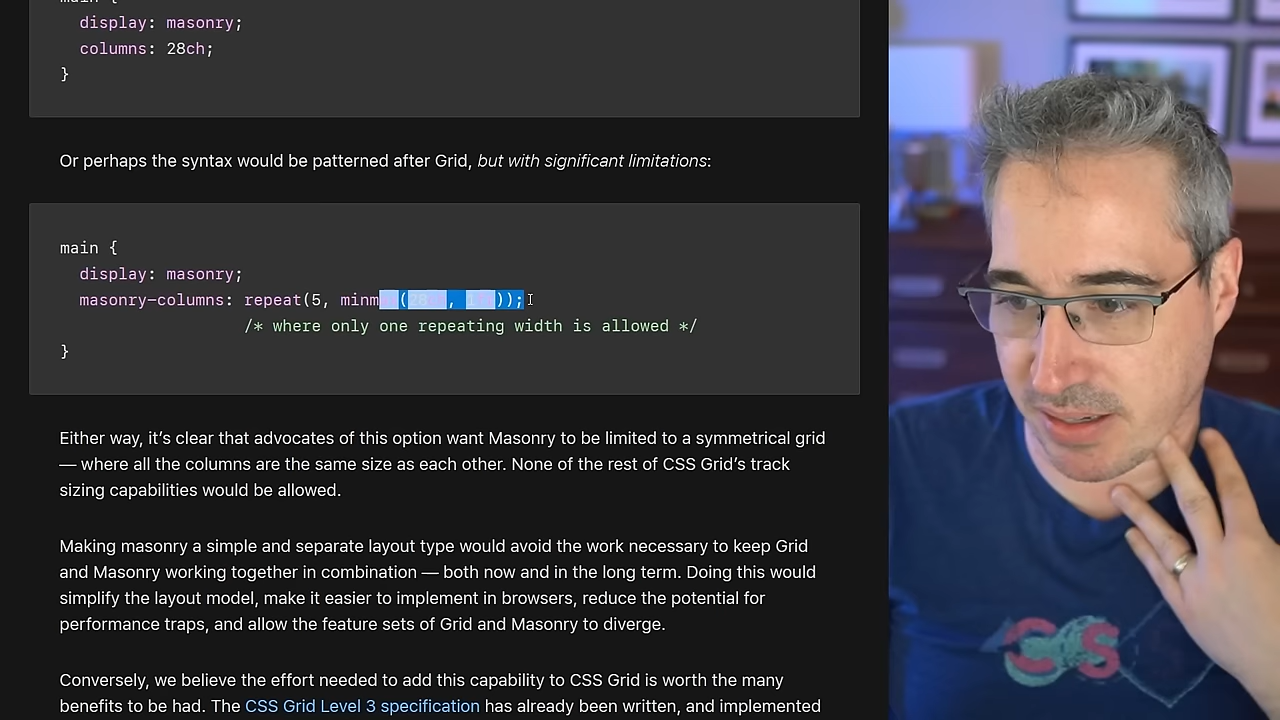 main {
display: masonry;
columns: 28ch;
}
Or perhaps the syntax would be patterned after Grid, but with significant limitations:
main {
display: masonry;
masonry-columns: repeat(5, minmax(28ch, 1fr));
/* where only one repeating width is allowed */
}
Either way, it’s clear that advocates of this option want Masonry to be limited to a symmetrical grid
— where all the columns are the same size as each other. None of the rest of CSS Grid’s track
sizing capabilities would be allowed.
Making masonry a simple and separate layout type would avoid the work necessary to keep Grid
and Masonry working together in combination — both now and in the long term. Doing this would
simplify the layout model, make it easier to implement in browsers, reduce the potential for
performance traps, and allow the feature sets of Grid and Masonry to diverge.
Conversely, we believe the effort needed to add this capability to CSS Grid is worth the many
benefits to be had. The CSS Grid Level 3 specification has already been written, and implemented